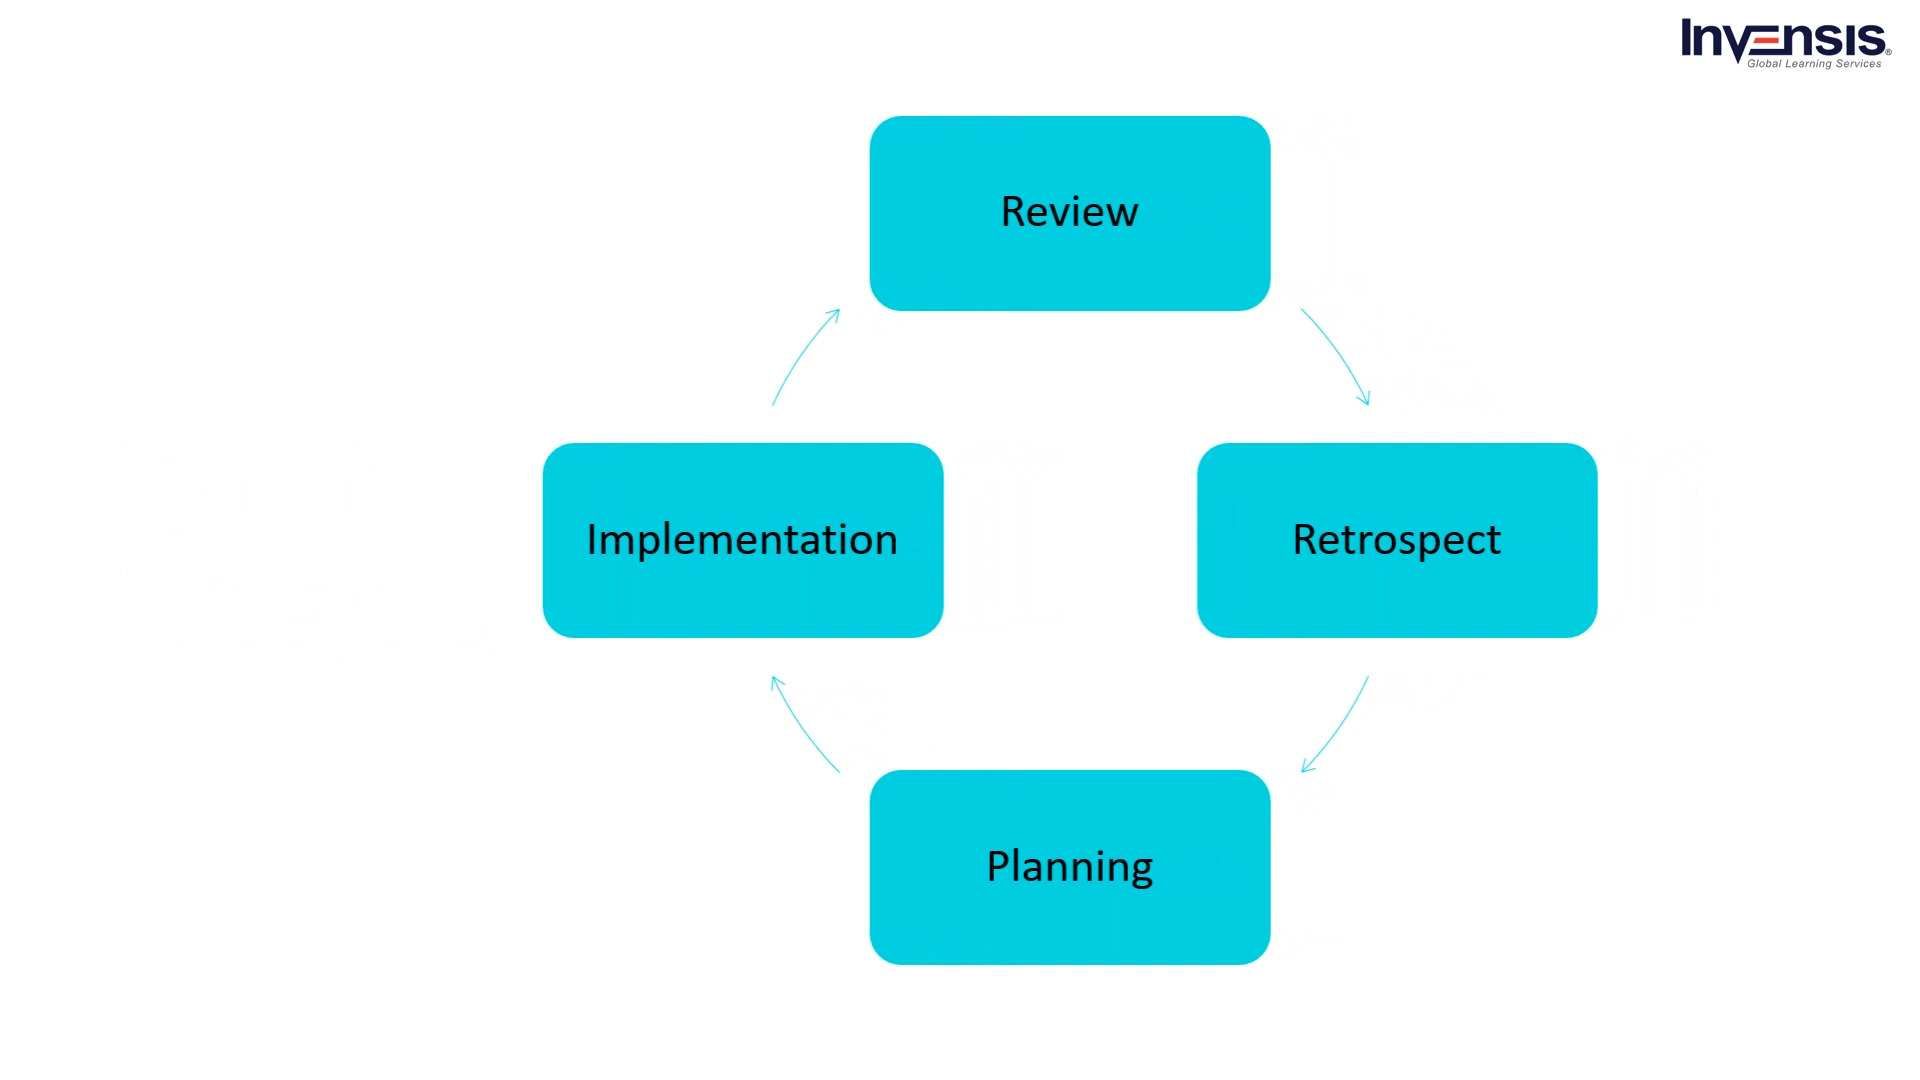 Invensis®
Global Learning Services
Review
Implementation
Retrospect
Planning